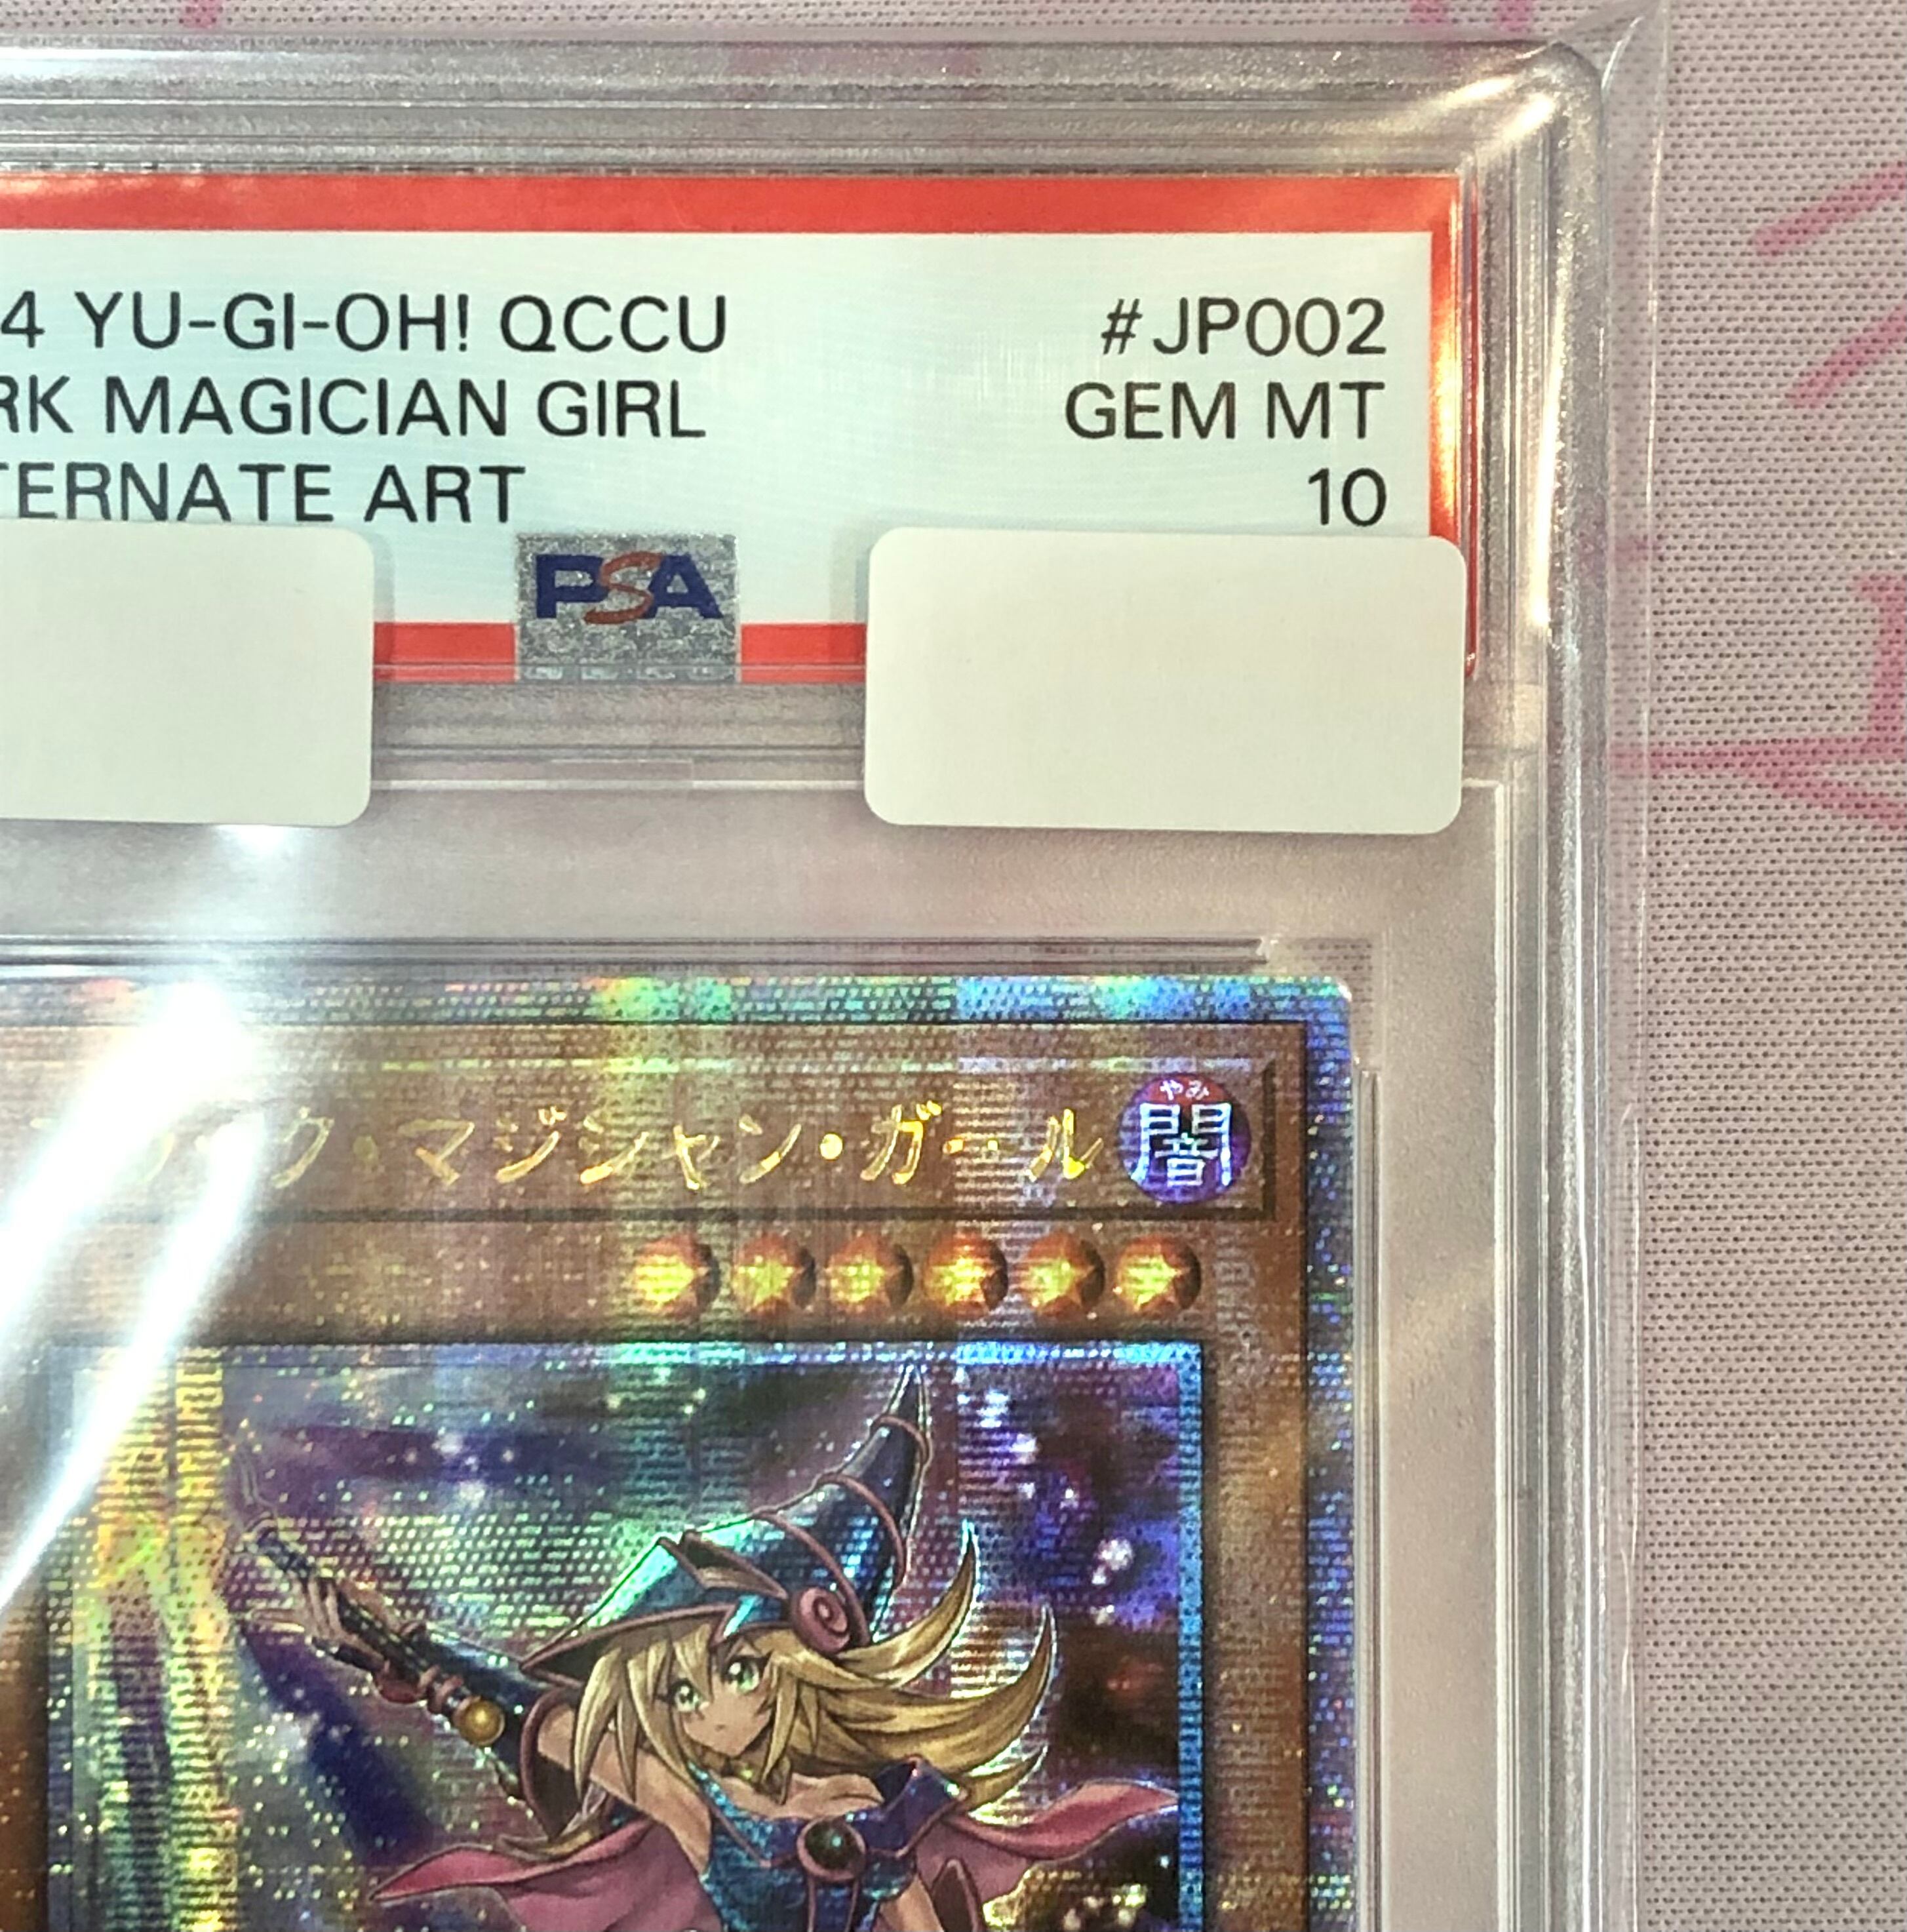 4 YU-GI-OH! QCCU #JP002
RK MAGICIAN GIRL GEM MT
TERNATE ART 10
PSA
ク・マジシャン・ガール
やみ
闇